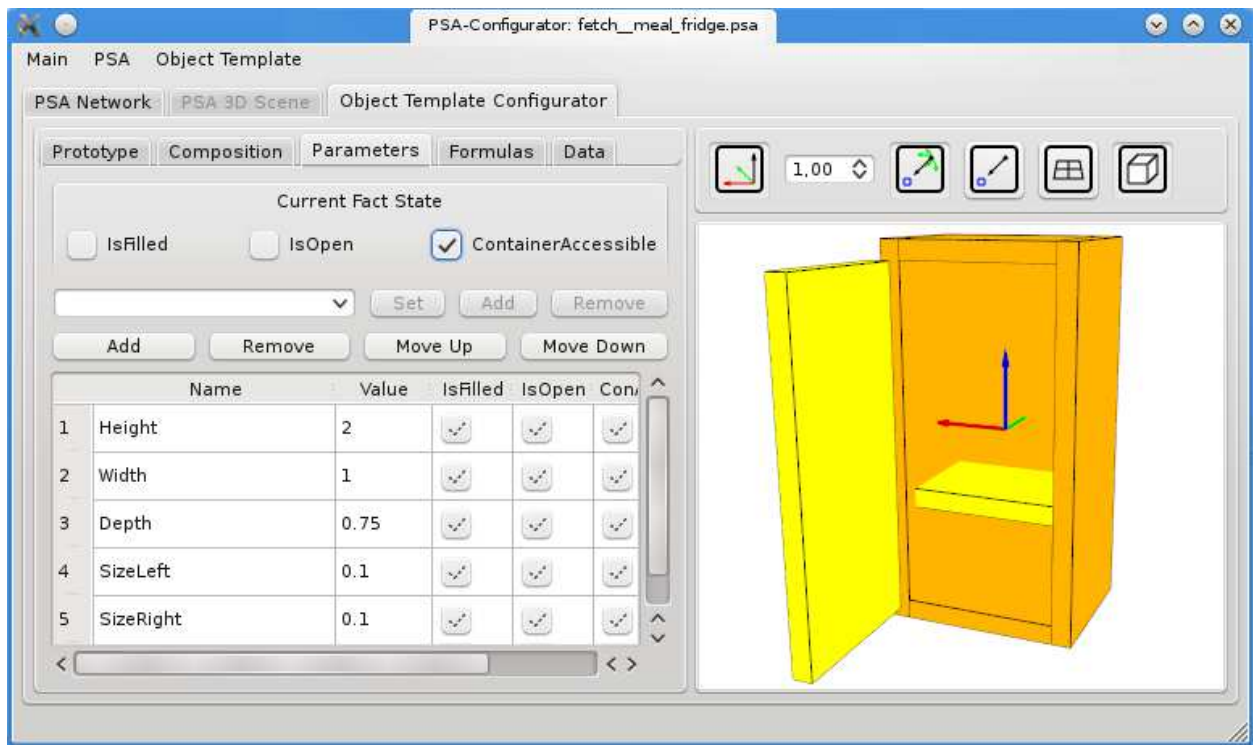 PSA-Configurator: fetch__meal_fridge.psa
Main PSA Object Template
PSA Network PSA 3D Scene Object Template Configurator
Prototype Composition Parameters Formulas Data
1,00
Current Fact State
IsFilled IsOpen ContainerAccessible
Set Add Remove
Add Remove Move Up Move Down
Name Value IsFilled IsOpen Con
1 Height 2
2 Width 1
3 Depth 0.75
4 SizeLeft 0.1
5 SizeRight 0.1